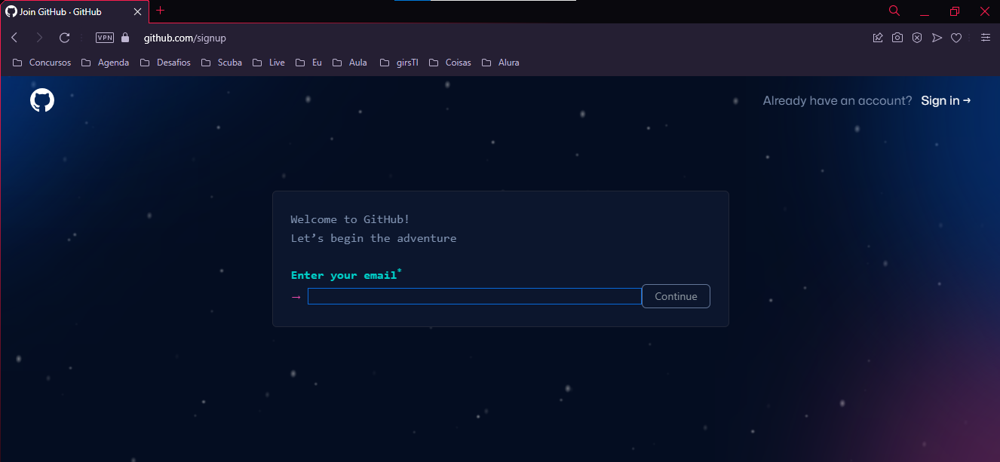 Join GitHub · GitHub
VPN github.com/signup
Concursos Agenda Desafios Scuba Live Eu Aula girsTI Coisas Alura
Already have an account? Sign in →
Welcome to GitHub!
Let’s begin the adventure
Enter your email*
→ Continue